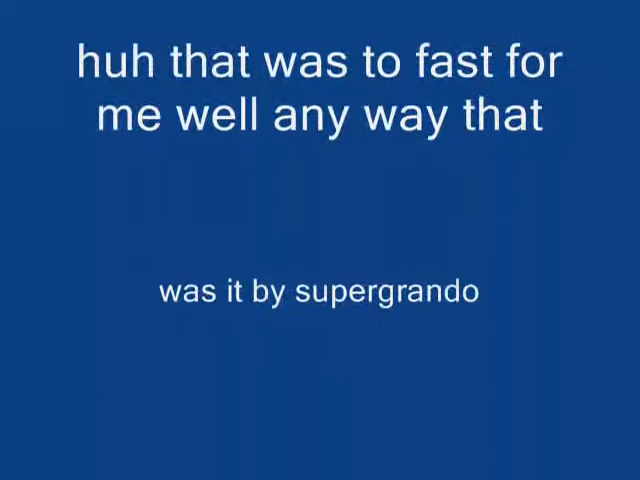 huh that was to fast for
me well any way that
was it by supergrando